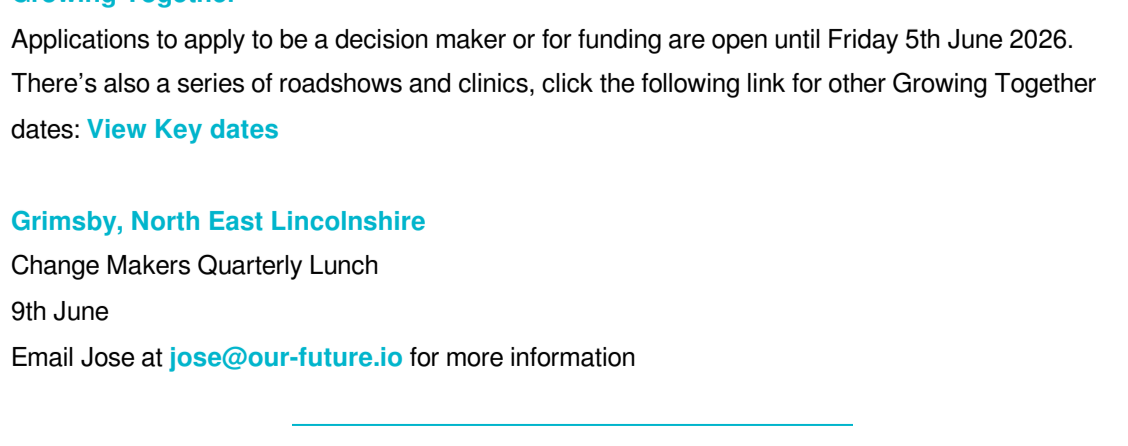 Growing Together
Applications to apply to be a decision maker or for funding are open until Friday 5th June 2026.
There’s also a series of roadshows and clinics, click the following link for other Growing Together
dates: View Key dates
Grimsby, North East Lincolnshire
Change Makers Quarterly Lunch
9th June
Email Jose at jose@our-future.io for more information